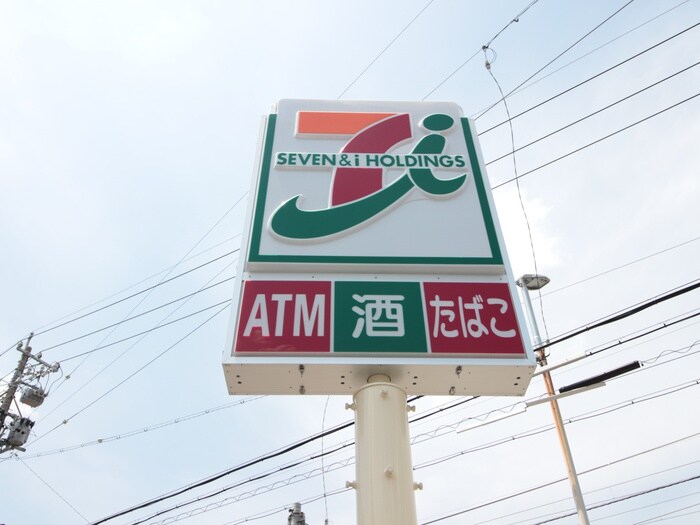 SEVEN & i HOLDINGS
ATM 酒 たばこ